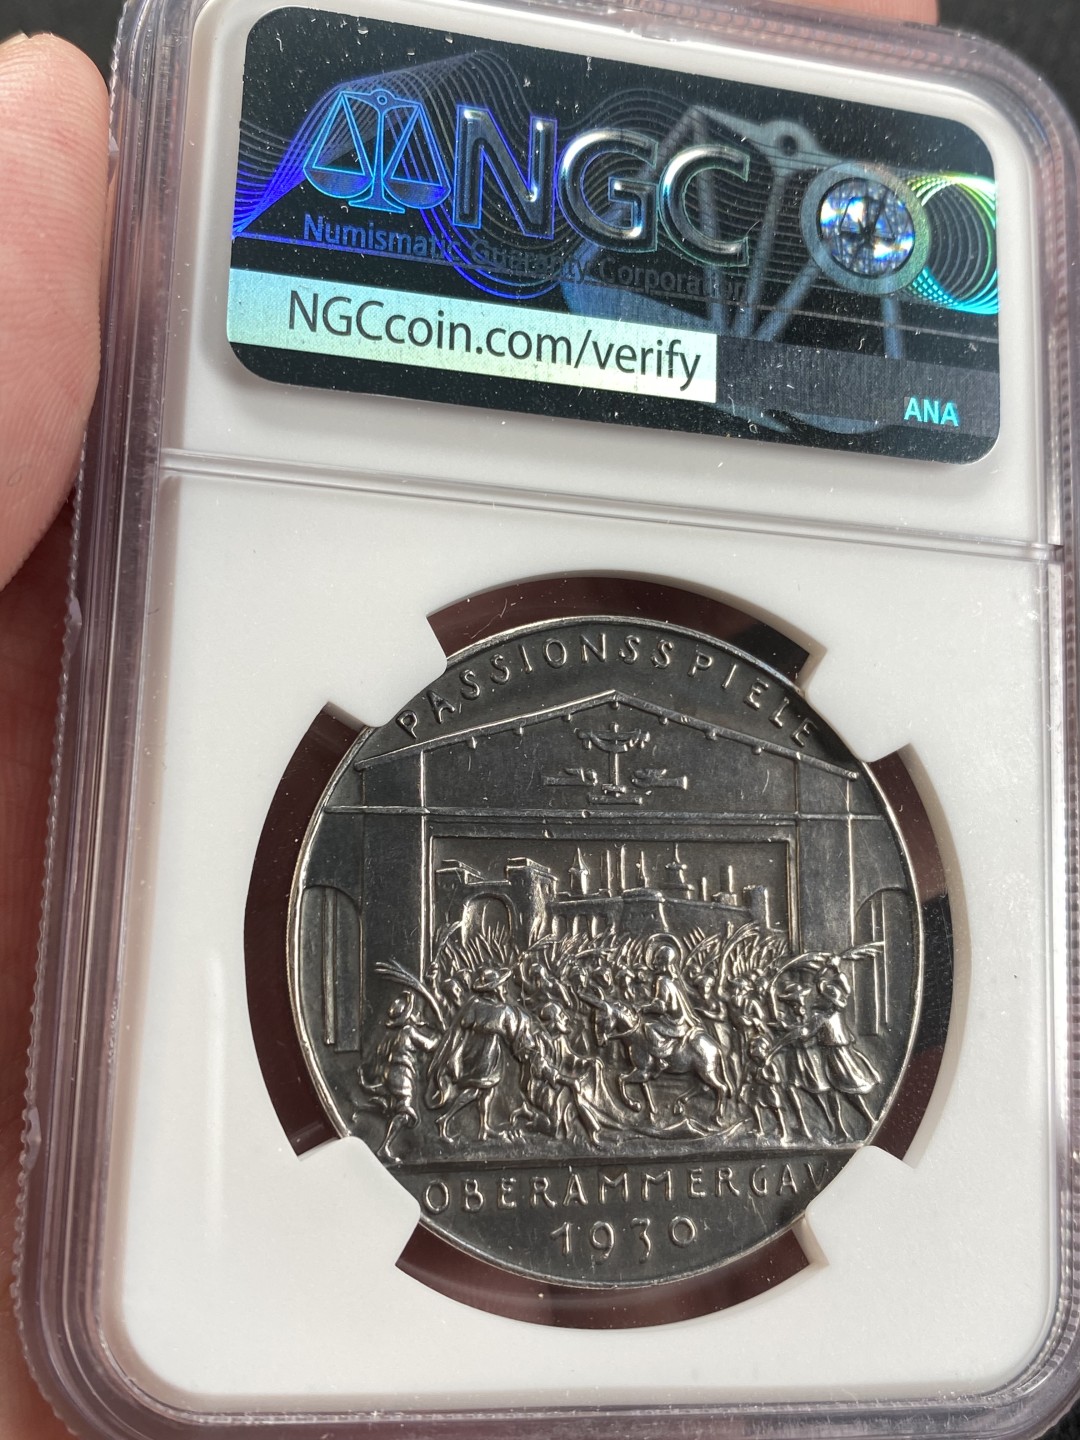 NGC
Numismatic Guaranty Corporation
NGCcoin.com/verify
ANA
PASSIONSSPIELE
OBERAMMERGAV
1930